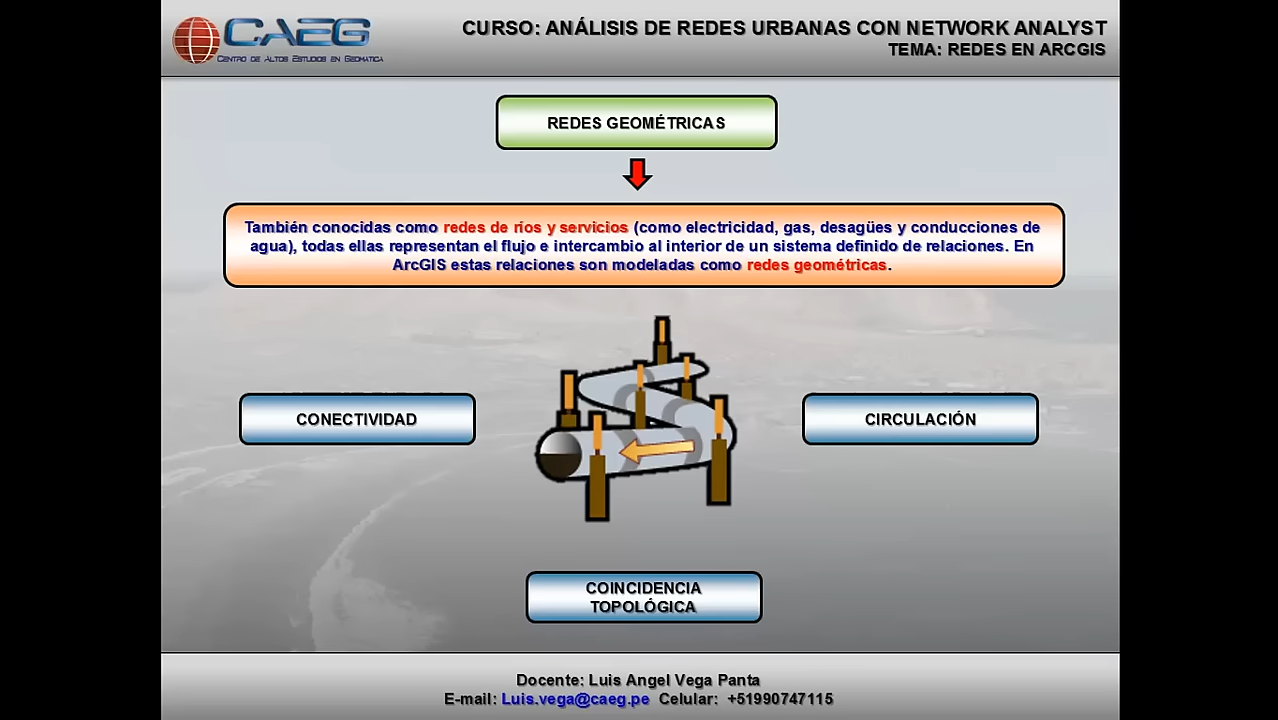 CAEG
CENTRO DE ALTOS ESTUDIOS EN GEOMATICA
CURSO: ANÁLISIS DE REDES URBANAS CON NETWORK ANALYST
TEMA: REDES EN ARCGIS
REDES GEOMÉTRICAS
También conocidas como redes de ríos y servicios (como electricidad, gas, desagües y conducciones de
agua), todas ellas representan el flujo e intercambio al interior de un sistema definido de relaciones. En
ArcGIS estas relaciones son modeladas como redes geométricas.
CONECTIVIDAD
CIRCULACIÓN
COINCIDENCIA
TOPOLÓGICA
Docente: Luis Angel Vega Panta
E-mail: Luis.vega@caeg.pe Celular: +51990747115